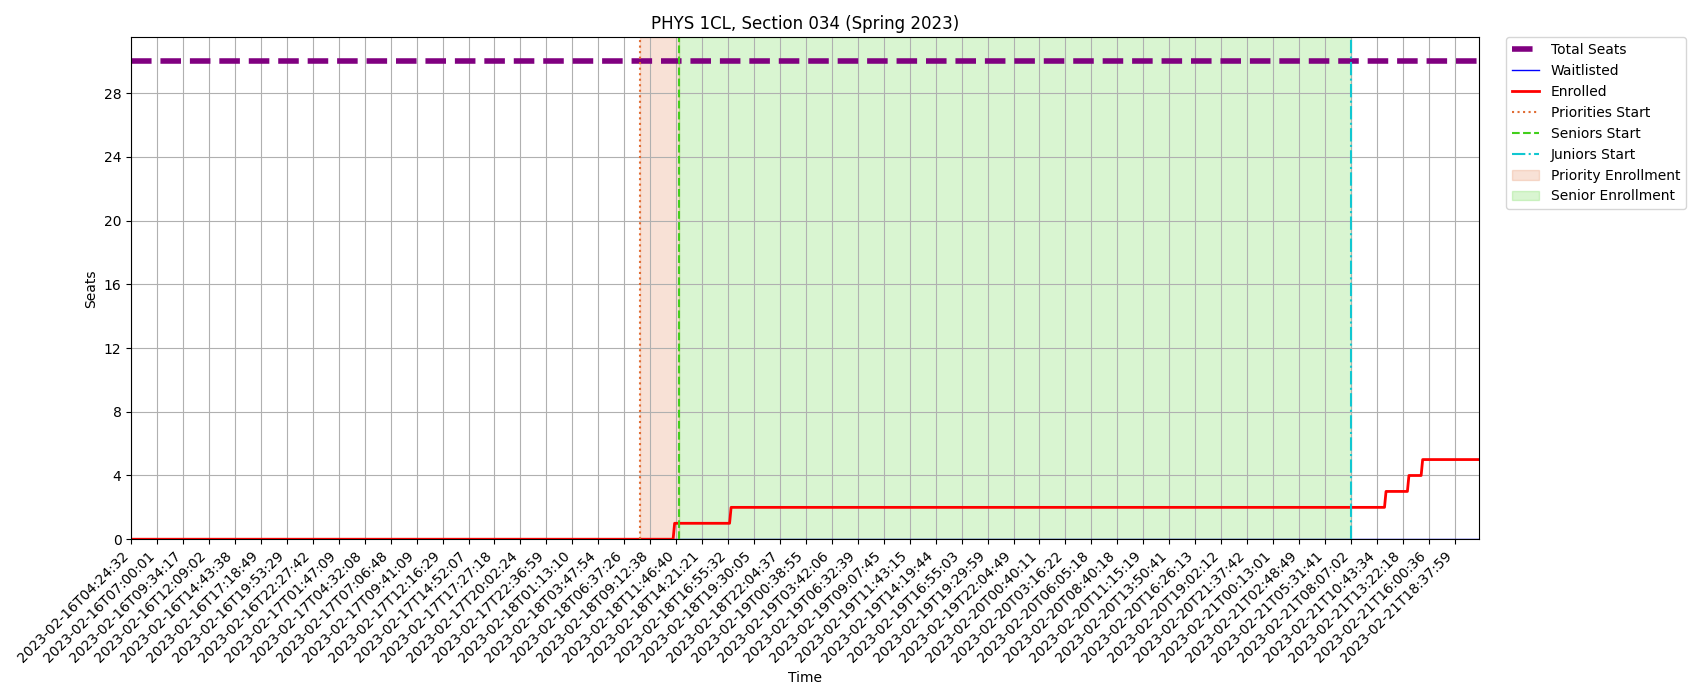 PHYS 1CL, Section 034 (Spring 2023)
Seats
28
24
20
16
12
8
4
0
2023-02-16T04:24:32
2023-02-16T07:00:01
2023-02-16T09:34:17
2023-02-16T12:09:02
2023-02-16T14:43:38
2023-02-16T17:18:49
2023-02-16T19:53:29
2023-02-16T22:27:42
2023-02-17T01:47:09
2023-02-17T04:32:08
2023-02-17T07:06:48
2023-02-17T09:41:09
2023-02-17T12:16:29
2023-02-17T14:52:07
2023-02-17T17:27:18
2023-02-17T20:02:24
2023-02-17T22:36:59
2023-02-18T01:13:10
2023-02-18T03:47:54
2023-02-18T06:37:26
2023-02-18T09:12:38
2023-02-18T11:46:40
2023-02-18T14:21:21
2023-02-18T16:55:32
2023-02-18T19:30:05
2023-02-18T22:04:37
2023-02-19T00:38:55
2023-02-19T03:42:06
2023-02-19T06:32:39
2023-02-19T09:07:45
2023-02-19T11:43:15
2023-02-19T14:19:44
2023-02-19T16:55:03
2023-02-19T19:29:59
2023-02-19T22:04:49
2023-02-20T00:40:11
2023-02-20T03:16:22
2023-02-20T06:05:18
2023-02-20T08:40:18
2023-02-20T11:15:19
2023-02-20T13:50:41
2023-02-20T16:26:13
2023-02-20T19:02:12
2023-02-20T21:37:42
2023-02-21T00:13:01
2023-02-21T02:48:49
2023-02-21T05:31:41
2023-02-21T08:07:02
2023-02-21T10:43:34
2023-02-21T13:22:18
2023-02-21T16:00:36
2023-02-21T18:37:59
Time
Total Seats
Waitlisted
Enrolled
Priorities Start
Seniors Start
Juniors Start
Priority Enrollment
Senior Enrollment